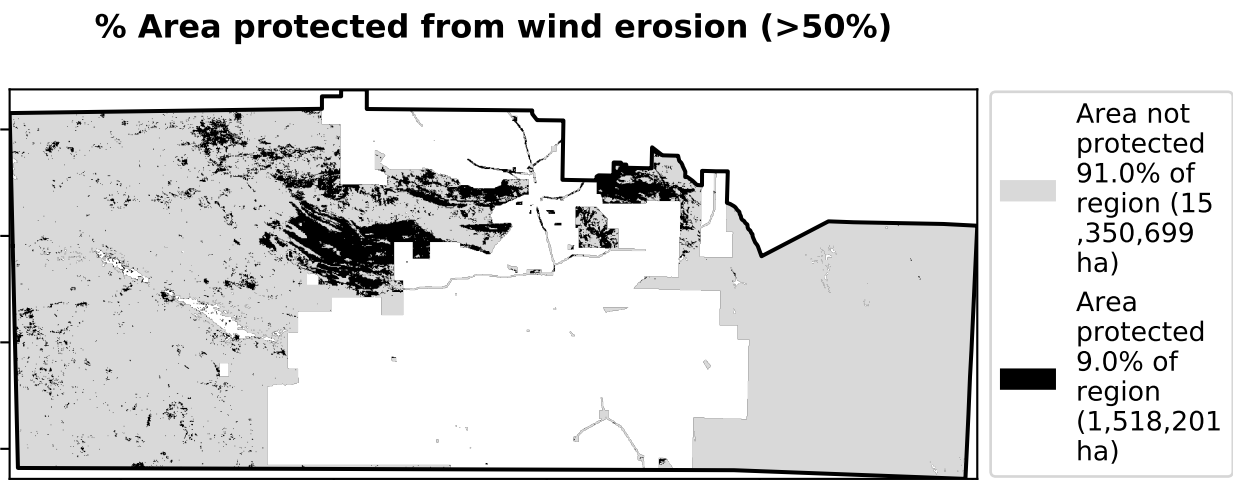 % Area protected from wind erosion (>50%)
Area not
protected
91.0% of
region (15
,350,699
ha)
Area
protected
9.0% of
region
(1,518,201
ha)